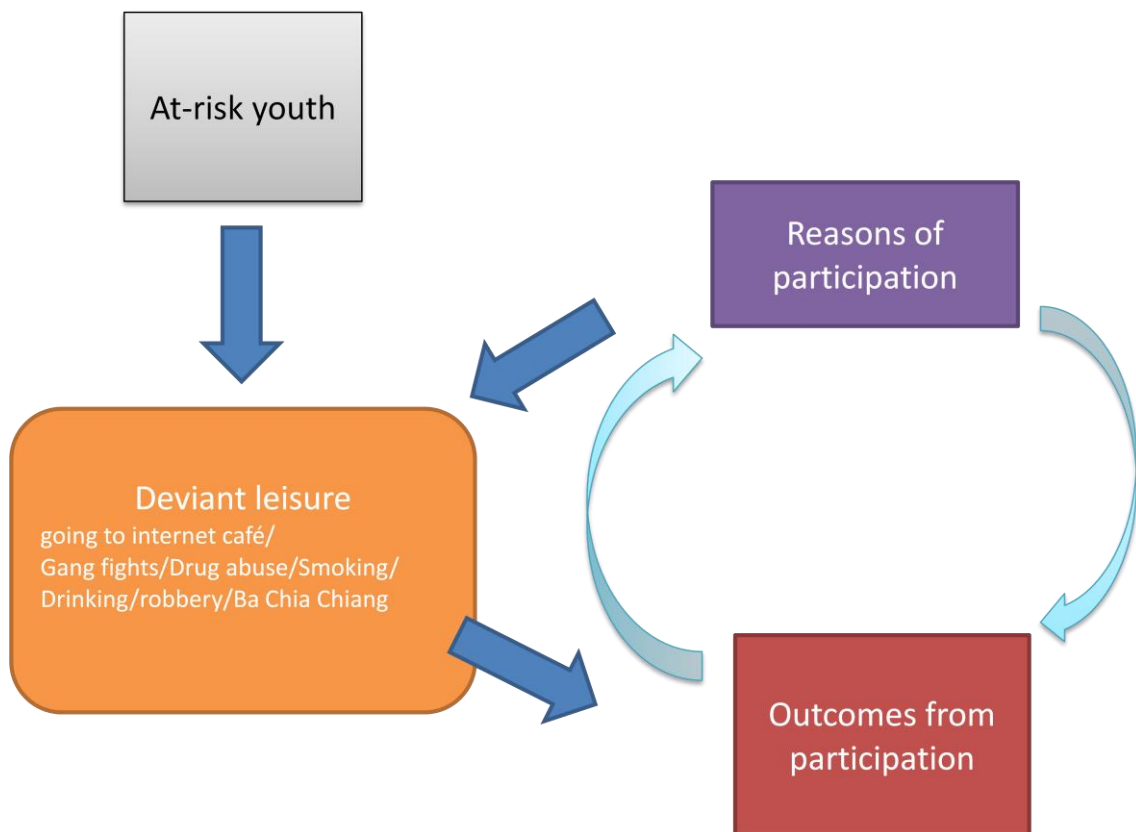 At-risk youth
Reasons of
participation
Deviant leisure
going to internet café/
Gang fights/Drug abuse/Smoking/
Drinking/robbery/Ba Chia Chiang
Outcomes from
participation